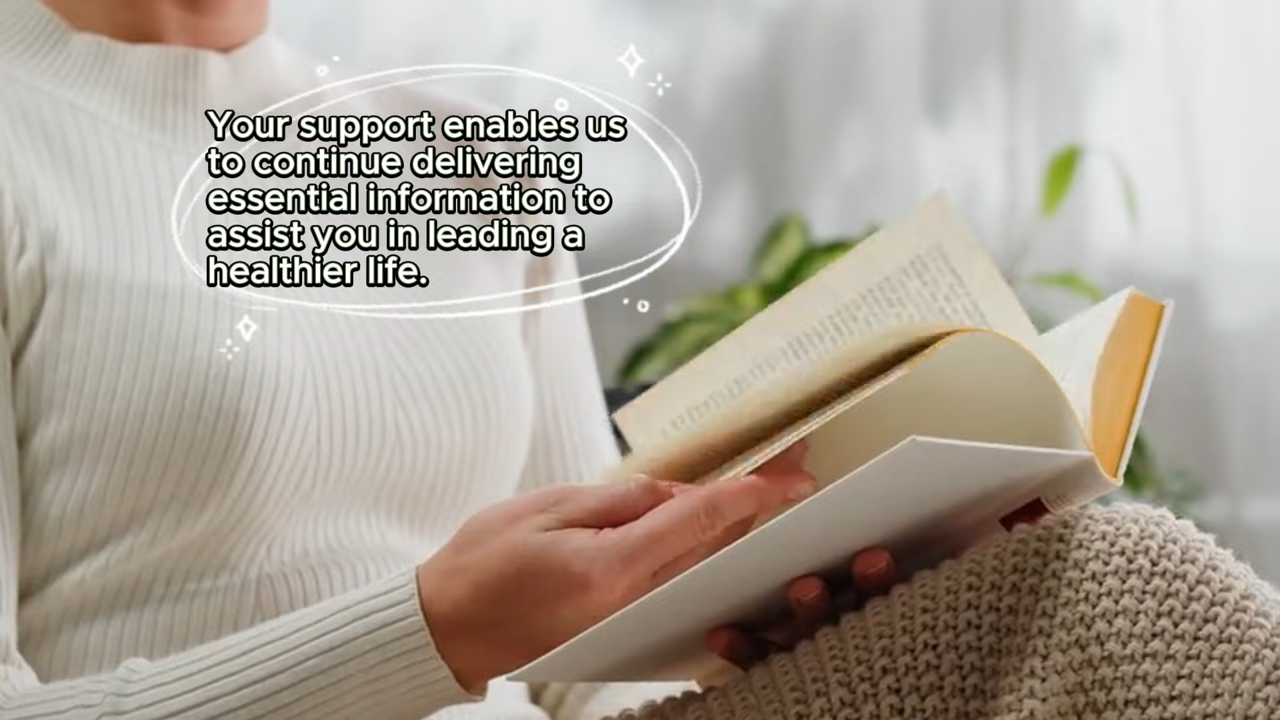 Your support enables us
to continue delivering
essential information to
assist you in leading a
healthier life.